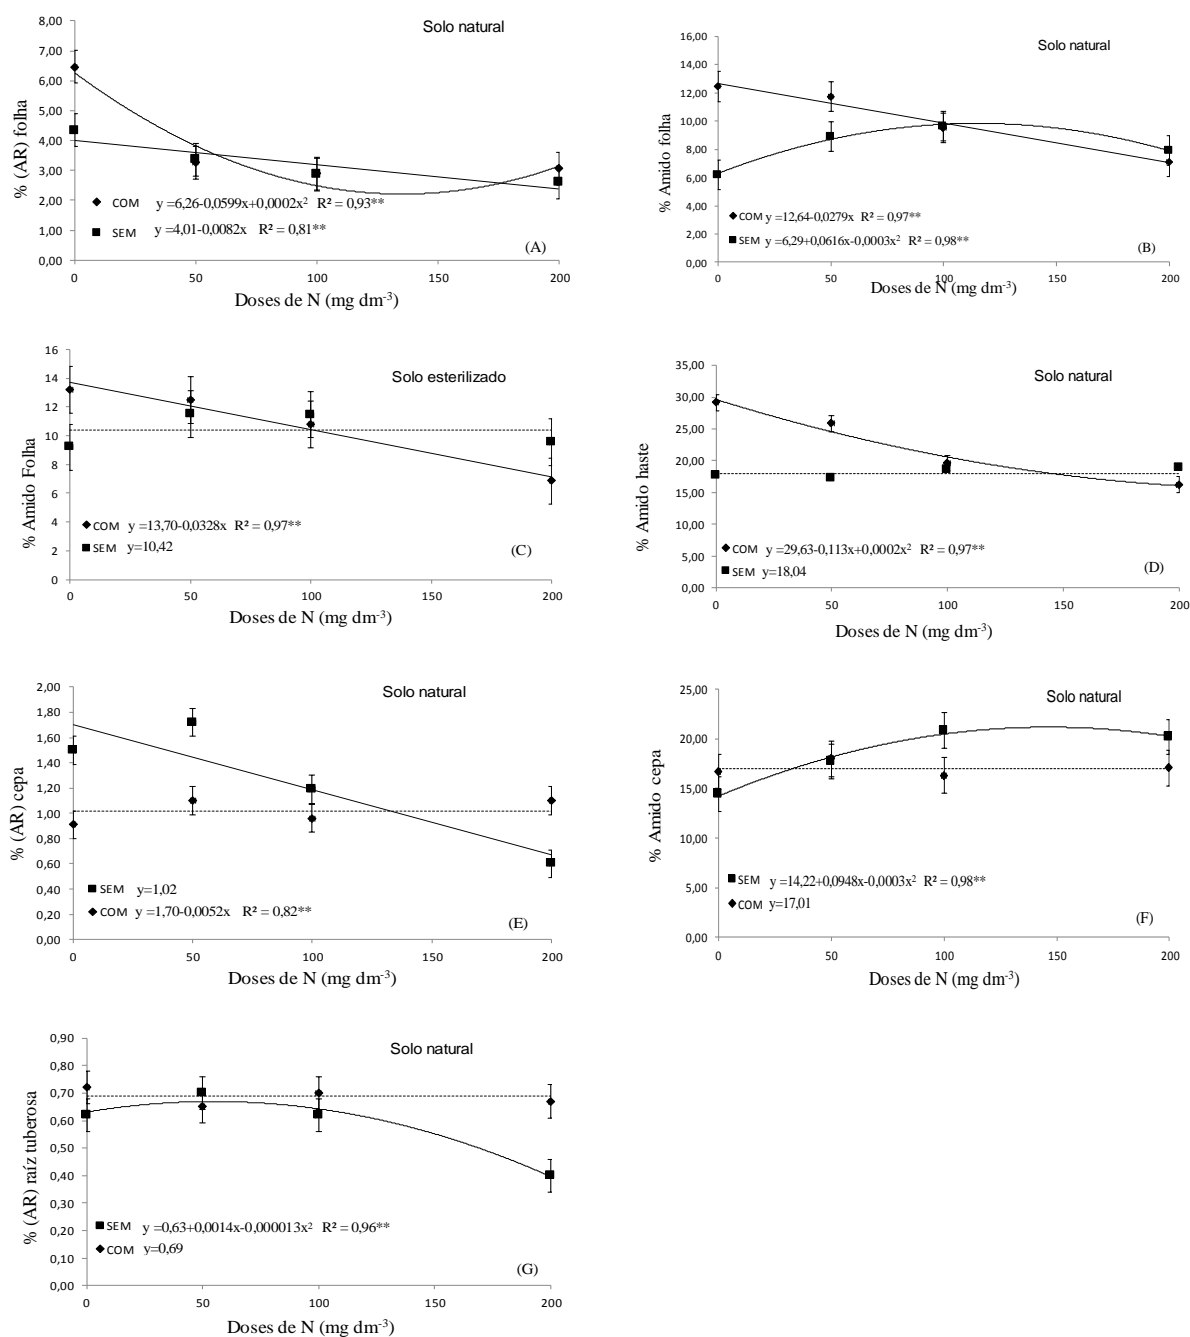 Solo natural
% (AR) folha
8,00
7,00
6,00
5,00
4,00
3,00
2,00
1,00
0,00
COM y =6,26-0,0599x+0,0002x² R² = 0,93**
SEM y =4,01-0,0082x R² = 0,81**
(A)
0 50 100 150 200
Doses de N (mg dm-3)
Solo natural
% Amido folha
16,00
14,00
12,00
10,00
8,00
6,00
4,00
2,00
0,00
COM y =12,64-0,0279x R² = 0,97**
SEM y =6,29+0,0616x-0,0003x² R² = 0,98**
(B)
0 50 100 150 200
Doses de N (mg dm-3)
Solo esterilizado
% Amido Folha
16
14
12
10
8
6
4
2
0
COM y =13,70-0,0328x R² = 0,97**
SEM y=10,42
(C)
0 50 100 150 200
Doses de N (mg dm-3)
Solo natural
% Amido haste
35,00
30,00
25,00
20,00
15,00
10,00
5,00
0,00
COM y =29,63-0,113x+0,0002x² R² = 0,97**
SEM y=18,04
(D)
0 50 100 150 200
Doses de N (mg dm-3)
Solo natural
% (AR) cepa
2,00
1,80
1,60
1,40
1,20
1,00
0,80
0,60
0,40
0,20
0,00
SEM y=1,02
COM y =1,70-0,0052x R² = 0,82**
(E)
0 50 100 150 200
Doses de N (mg dm-3)
Solo natural
% Amido cepa
25,00
20,00
15,00
10,00
5,00
0,00
SEM y =14,22+0,0948x-0,0003x² R² = 0,98**
COM y=17,01
(F)
0 50 100 150 200
Doses de N (mg dm-3)
Solo natural
% (AR) raíz tuberosa
0,90
0,80
0,70
0,60
0,50
0,40
0,30
0,20
0,10
0,00
SEM y =0,63+0,0014x-0,000013x² R² = 0,96**
COM y=0,69
(G)
0 50 100 150 200
Doses de N (mg dm-3)